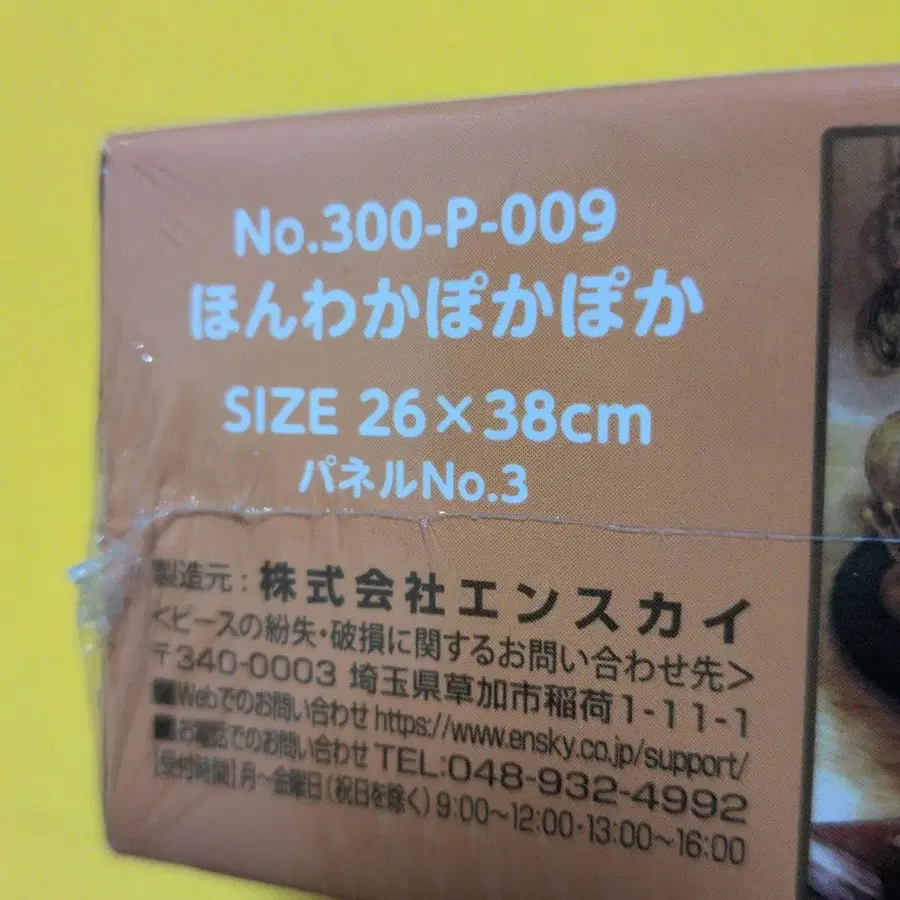 No.300-P-009
ほんわかぽかぽか
SIZE 26×38cm
パネルNo.3
製造元：株式会社エンスカイ
<ピースの紛失・破損に関するお問い合わせ先>
〒340-0003 埼玉県草加市稲荷1-11-1
■Webでのお問い合わせ https://www.ensky.co.jp/support/
■お電話でのお問い合わせ TEL:048-932-4992
[受付時間]月～金曜日(祝日を除く)9:00～12:00・13:00～16:00